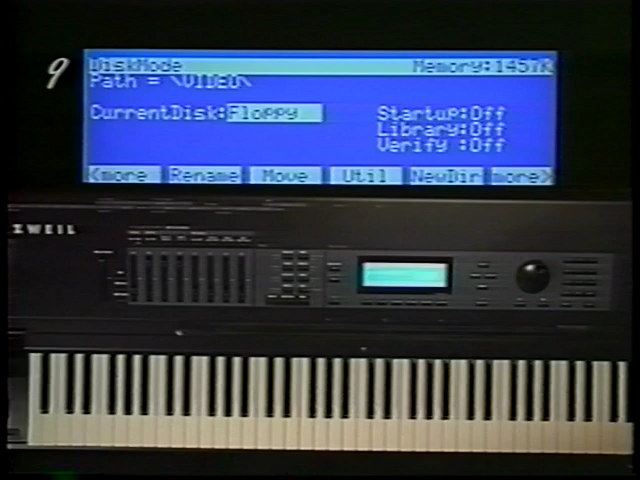 9
DiskMode Memory:1457K
Path = \VIDEO\
CurrentDisk:Floppy Startup:Off
Library:Off
Verify :Off
<more Rename Move Util NewDir more>
ZWEIL